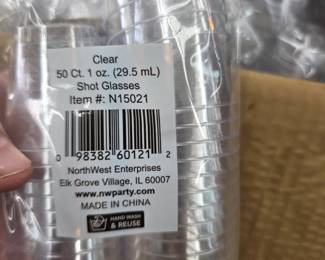 Clear
50 Ct. 1 oz. (29.5 mL)
Shot Glasses
Item #: N15021
0 98382 60121 2
NorthWest Enterprises
Elk Grove Village, IL 60007
www.nwparty.com
MADE IN CHINA
HAND WASH
& REUSE